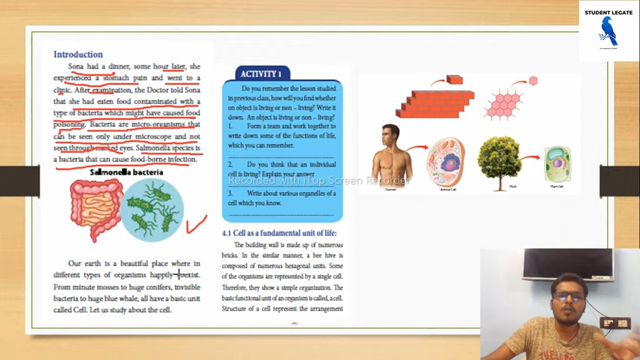 STUDENT LEGATE
Introduction
Sona had a dinner, some hour later, she
experienced a stomach pain and went to a
clinic. After examination, the Doctor told Sona
that she had eaten food contaminated with a
type of bacteria which might have caused food
poisoning. Bacteria are micro-organisms that
can be seen only under microscope and not
seen through naked eyes. Salmonella species is
a bacteria that can cause food-borne infection.
Salmonella bacteria
Our earth is a beautiful place where in
different types of organisms happily coexist.
From minute mosses to huge conifers, invisible
bacteria to huge blue whale, all have a basic unit
called Cell. Let us study about the cell.
ACTIVITY 1
Do you remember the lesson studied
in previous class, how will you find whether
an object is living or non – living? Write it
down. An object is living or non – living?
1. Form a team and work together to
write down some of the functions of life,
which you can remember.
2. Do you think that an individual
cell is living? Explain your answer
3. Write about various organelles of
a cell which you know.
4.1 Cell as a fundamental unit of life:
The building wall is made up of numerous
bricks. In the similar manner, a bee hive is
composed of numerous hexagonal units. Some
of the organisms are represented by a single cell.
Therefore, they show a simple organization. The
basic functional unit of an organism is called, a cell.
Structure of a cell represent the arrangement
Recorded with iTop Screen Recorder
Human
Animal Cell
Plant
Plant Cell